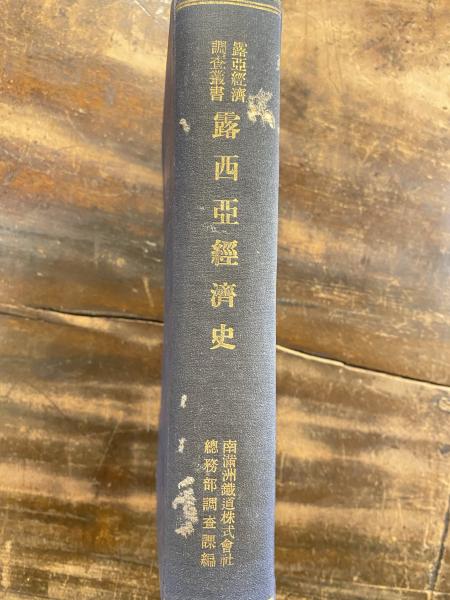 露亞經濟
調査叢書
露西亞經濟史
南滿洲鐵道株式會社
總務部調査課編